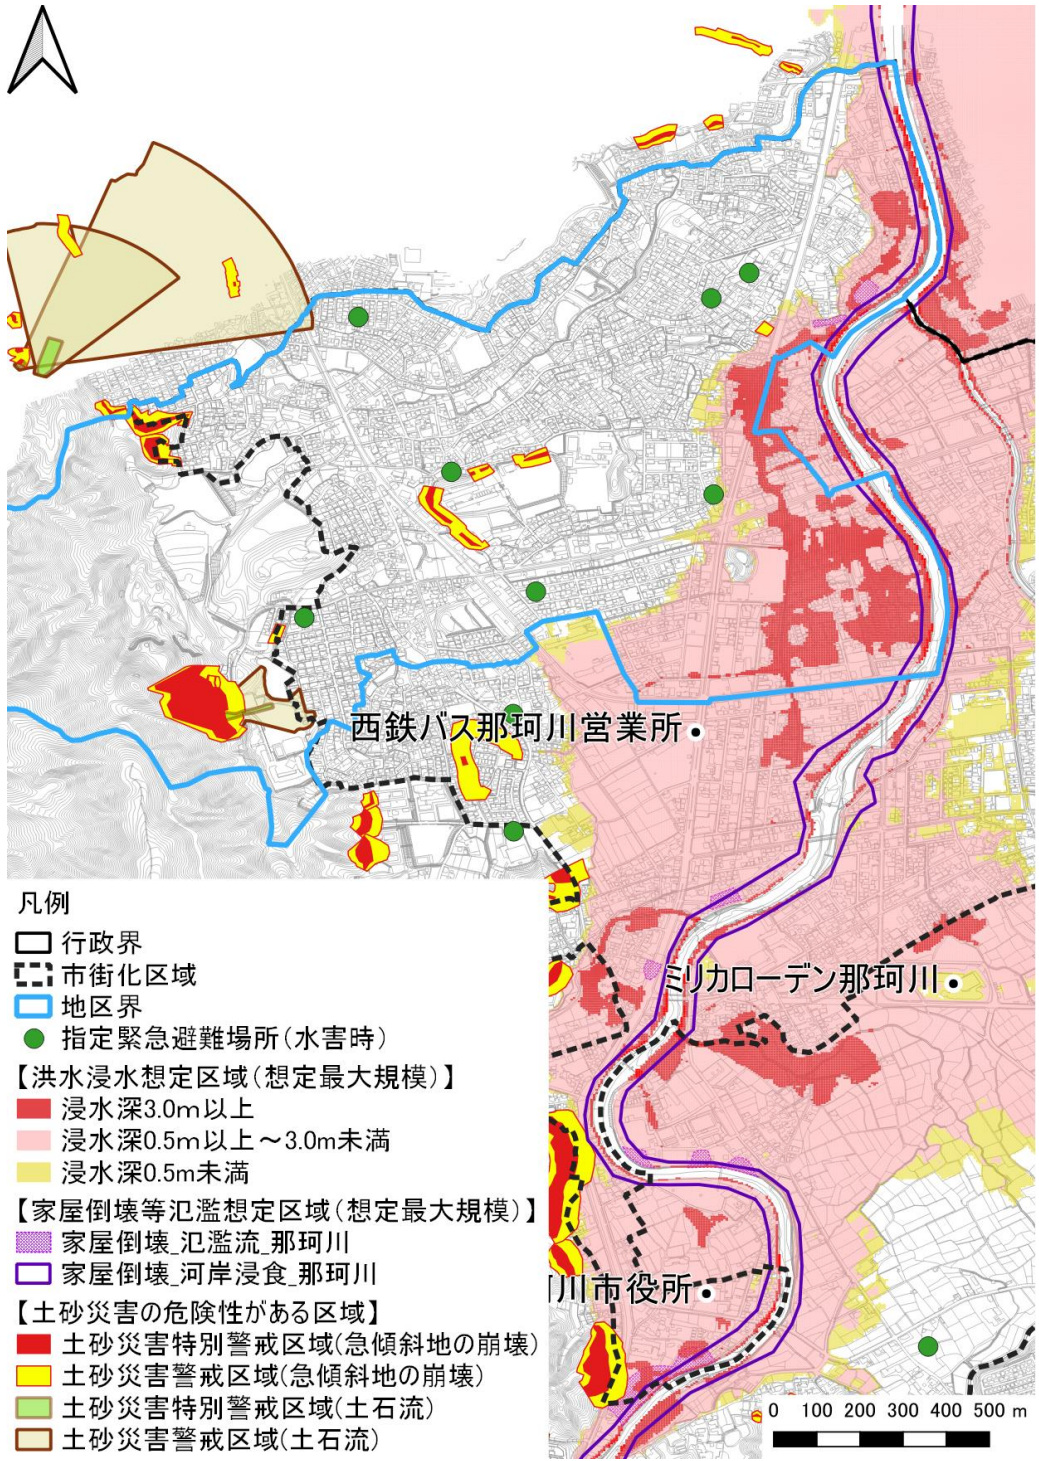 西鉄バス那珂川営業所
ミリカローデン那珂川
川市役所
凡例
行政界
市街化区域
地区界
指定緊急避難場所(水害時)
【洪水浸水想定区域(想定最大規模)】
浸水深3.0m以上
浸水深0.5m以上～3.0m未満
浸水深0.5m未満
【家屋倒壊等氾濫想定区域(想定最大規模)】
家屋倒壊_氾濫流_那珂川
家屋倒壊_河岸浸食_那珂川
【土砂災害の危険性がある区域】
土砂災害特別警戒区域(急傾斜地の崩壊)
土砂災害警戒区域(急傾斜地の崩壊)
土砂災害特別警戒区域(土石流)
土砂災害警戒区域(土石流)
0 100 200 300 400 500 m